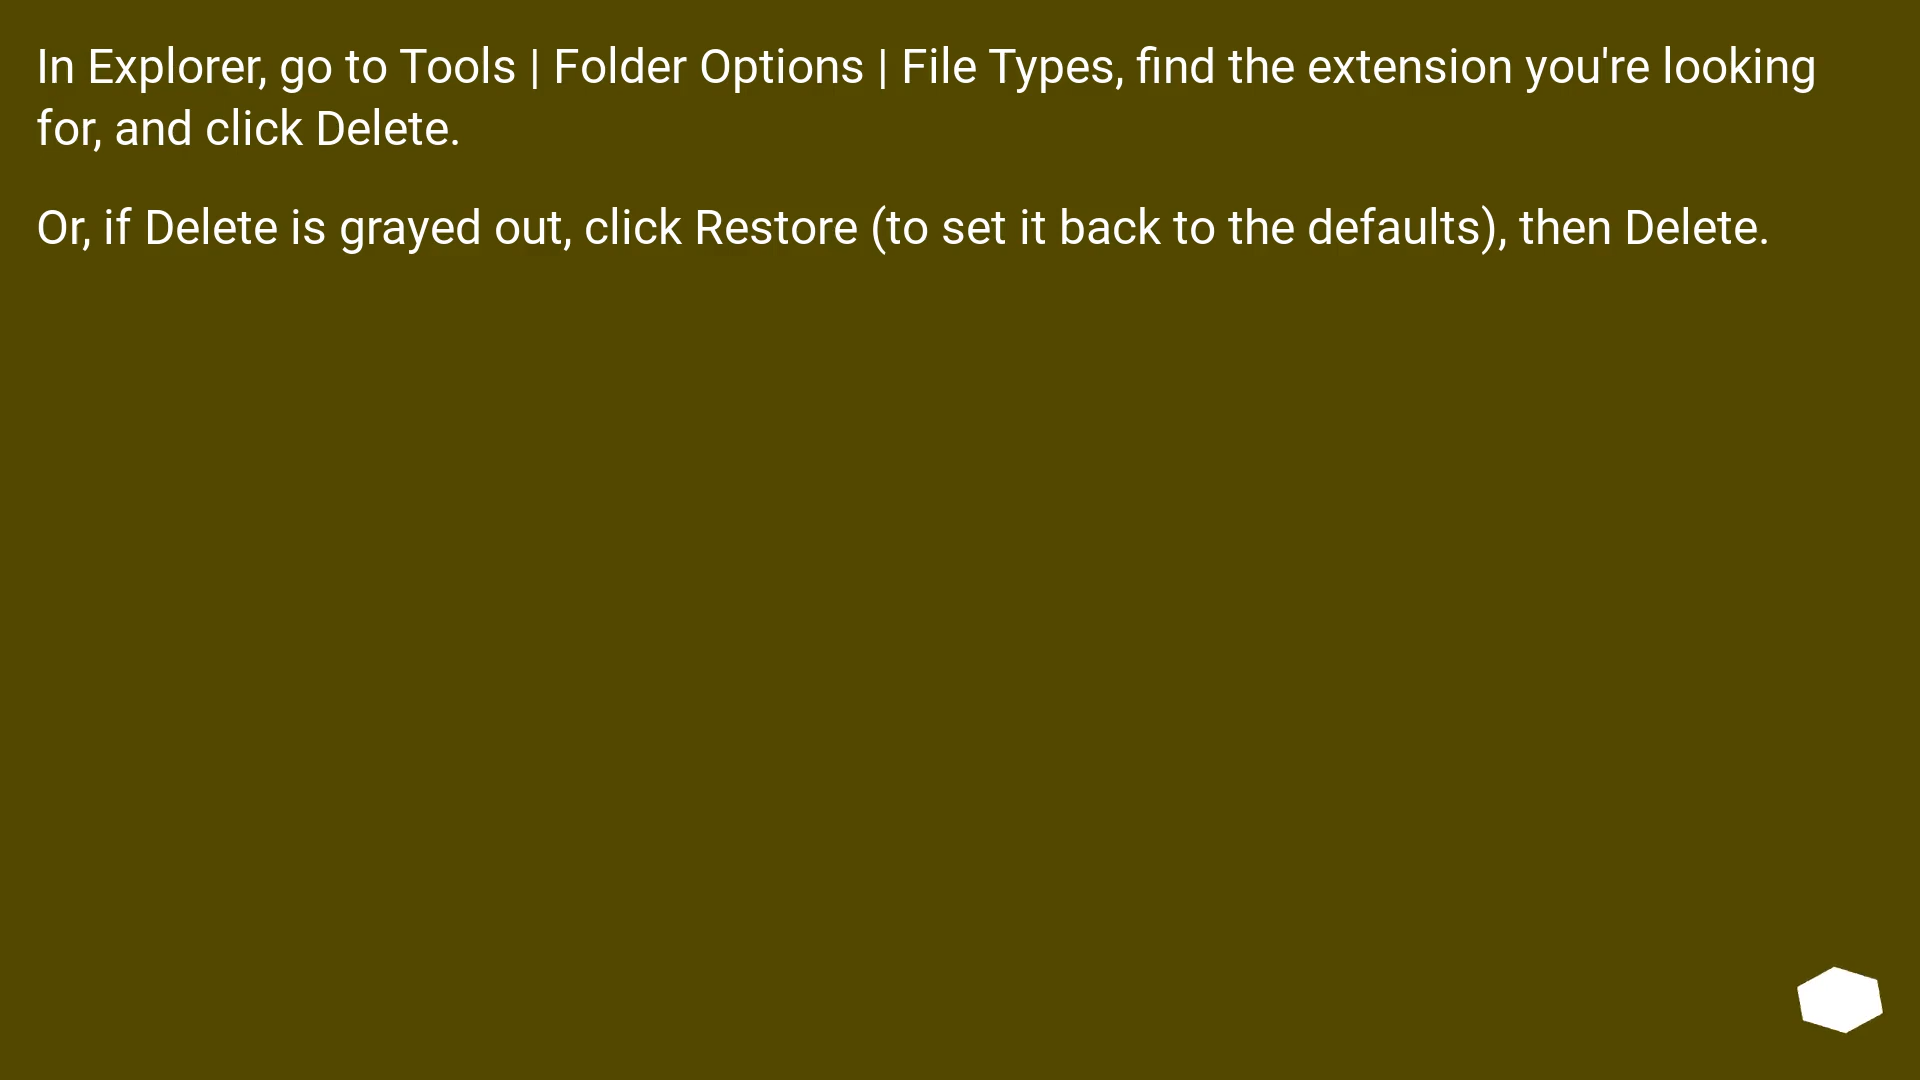 In Explorer, go to Tools | Folder Options | File Types, find the extension you're looking
for, and click Delete.
Or, if Delete is grayed out, click Restore (to set it back to the defaults), then Delete.